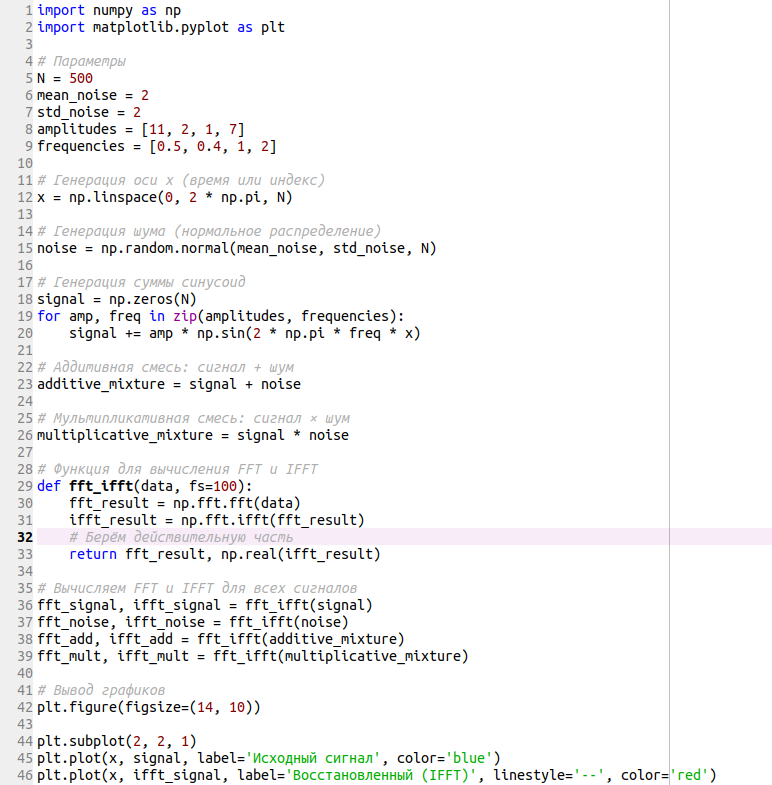 1 import numpy as np
2 import matplotlib.pyplot as plt
3
4 # Параметры
5 N = 500
6 mean_noise = 2
7 std_noise = 2
8 amplitudes = [11, 2, 1, 7]
9 frequencies = [0.5, 0.4, 1, 2]
10
11 # Генерация оси x (время или индекс)
12 x = np.linspace(0, 2 * np.pi, N)
13
14 # Генерация шума (нормальное распределение)
15 noise = np.random.normal(mean_noise, std_noise, N)
16
17 # Генерация суммы синусоид
18 signal = np.zeros(N)
19 for amp, freq in zip(amplitudes, frequencies):
20     signal += amp * np.sin(2 * np.pi * freq * x)
21
22 # Аддитивная смесь: сигнал + шум
23 additive_mixture = signal + noise
24
25 # Мультипликативная смесь: сигнал × шум
26 multiplicative_mixture = signal * noise
27
28 # Функция для вычисления FFT и IFFT
29 def fft_ifft(data, fs=100):
30     fft_result = np.fft.fft(data)
31     ifft_result = np.fft.ifft(fft_result)
32     # Берём действительную часть
33     return fft_result, np.real(ifft_result)
34
35 # Вычисляем FFT и IFFT для всех сигналов
36 fft_signal, ifft_signal = fft_ifft(signal)
37 fft_noise, ifft_noise = fft_ifft(noise)
38 fft_add, ifft_add = fft_ifft(additive_mixture)
39 fft_mult, ifft_mult = fft_ifft(multiplicative_mixture)
40
41 # Вывод графиков
42 plt.figure(figsize=(14, 10))
43
44 plt.subplot(2, 2, 1)
45 plt.plot(x, signal, label='Исходный сигнал', color='blue')
46 plt.plot(x, ifft_signal, label='Восстановленный (IFFT)', linestyle='--', color='red')